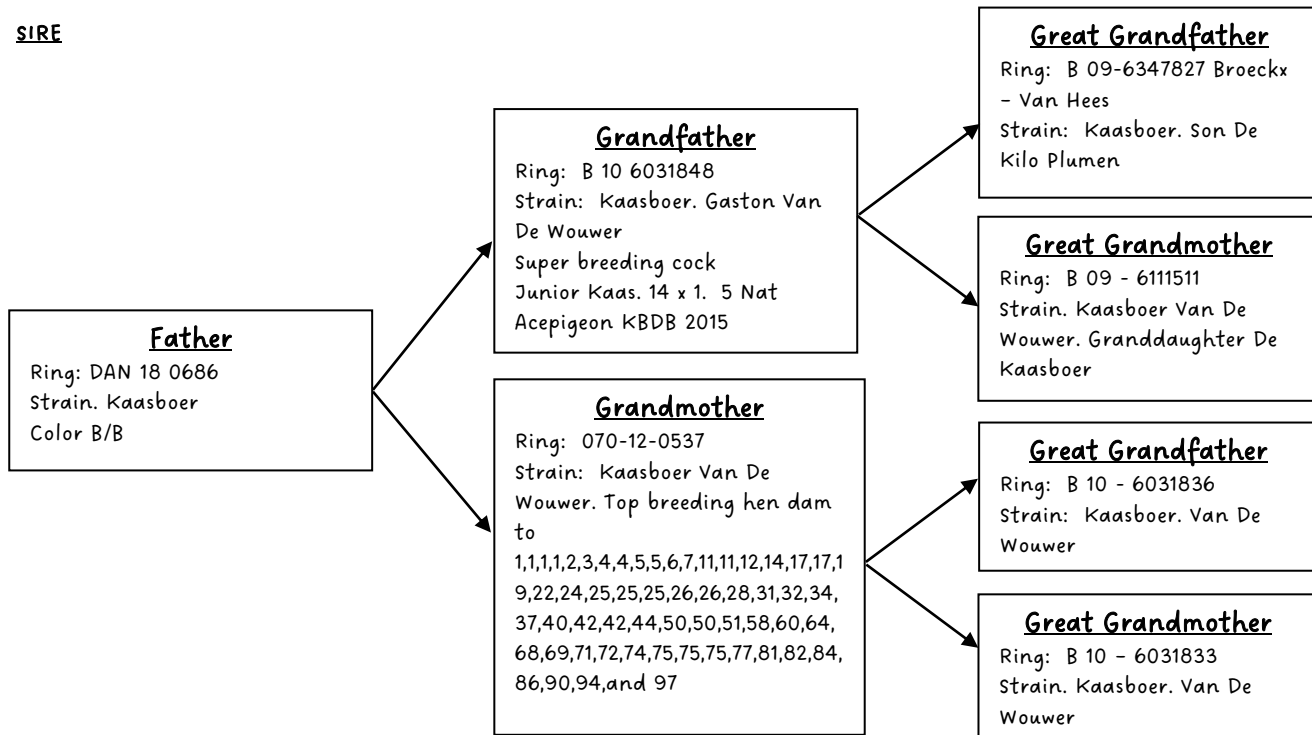 SIRE
Father
Ring: DAN 18 0686
Strain. Kaasboer
Color B/B
Grandfather
Ring: B 10 6031848
Strain: Kaasboer. Gaston Van
De Wouwer
Super breeding cock
Junior Kaas. 14 x 1. 5 Nat
Acepigeon KBDB 2015
Grandmother
Ring: 070-12-0537
Strain: Kaasboer Van De
Wouwer. Top breeding hen dam
to
1,1,1,1,2,3,4,4,5,5,6,7,11,11,12,14,17,17,1
9,22,24,25,25,25,26,26,28,31,32,34,
37,40,42,42,44,50,50,51,58,60,64,
68,69,71,72,74,75,75,75,77,81,82,84,
86,90,94,and 97
Great Grandfather
Ring: B 09-6347827 Broeckx
– Van Hees
Strain: Kaasboer. Son De
Kilo Plumen
Great Grandmother
Ring: B 09 - 6111511
Strain. Kaasboer Van De
Wouwer. Granddaughter De
Kaasboer
Great Grandfather
Ring: B 10 - 6031836
Strain: Kaasboer. Van De
Wouwer
Great Grandmother
Ring: B 10 – 6031833
Strain. Kaasboer. Van De
Wouwer